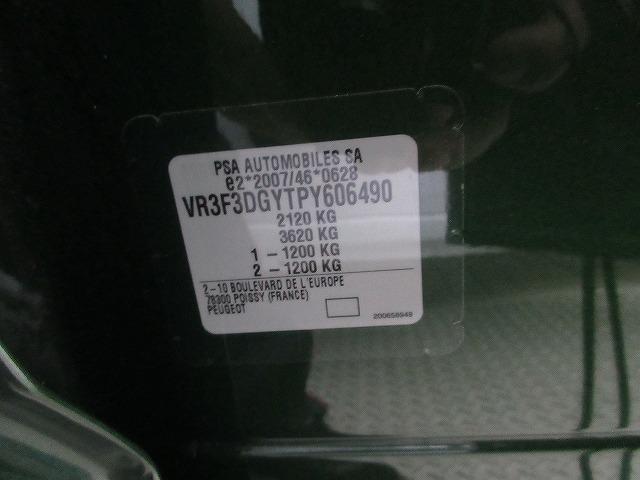 PSA AUTOMOBILES SA
e2*2007/46*0628
VR3F3DGYTPY606490
2120 KG
3620 KG
1 - 1200 KG
2 - 1200 KG
2-10 BOULEVARD DE L'EUROPE
78300 POISSY (FRANCE)
PEUGEOT
200658949